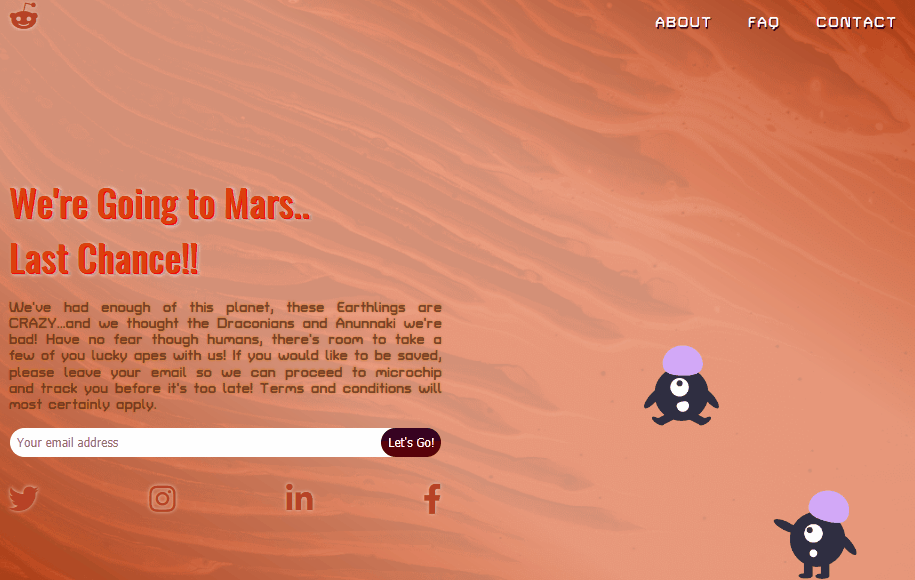 ABOUT FAQ CONTACT
We're Going to Mars..
Last Chance!!
We've had enough of this planet, these Earthlings are
CRAZY...and we thought the Draconians and Anunnaki we're
bad! Have no fear though humans, there's room to take a
few of you lucky apes with us! If you would like to be saved,
please leave your email so we can proceed to microchip
and track you before it's too late! Terms and conditions will
most certainly apply.
Your email address Let's Go!